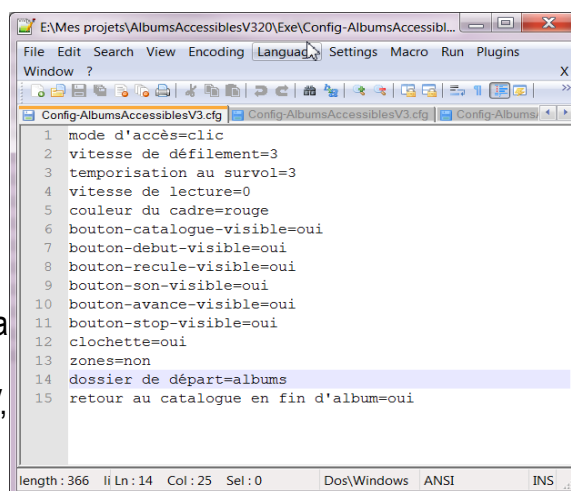 E:\Mes projets\AlbumsAccessiblesV320\Exe\Config-AlbumsAccessibl...
File Edit Search View Encoding Language Settings Macro Run Plugins
Window ? X
Config-AlbumsAccessiblesV3.cfg Config-AlbumsAccessiblesV3.cfg Config-Albums
1 mode d'accès=clic
2 vitesse de défilement=3
3 temporisation au survol=3
4 vitesse de lecture=0
5 couleur du cadre=rouge
6 bouton-catalogue-visible=oui
7 bouton-debut-visible=oui
8 bouton-recule-visible=oui
9 bouton-son-visible=oui
10 bouton-avance-visible=oui
11 bouton-stop-visible=oui
a
12 clochette=oui
13 zones=non
14 dossier de départ=albums
15 retour au catalogue en fin d'album=oui
length : 366 li Ln : 14 Col : 25 Sel : 0 Dos\Windows ANSI INS